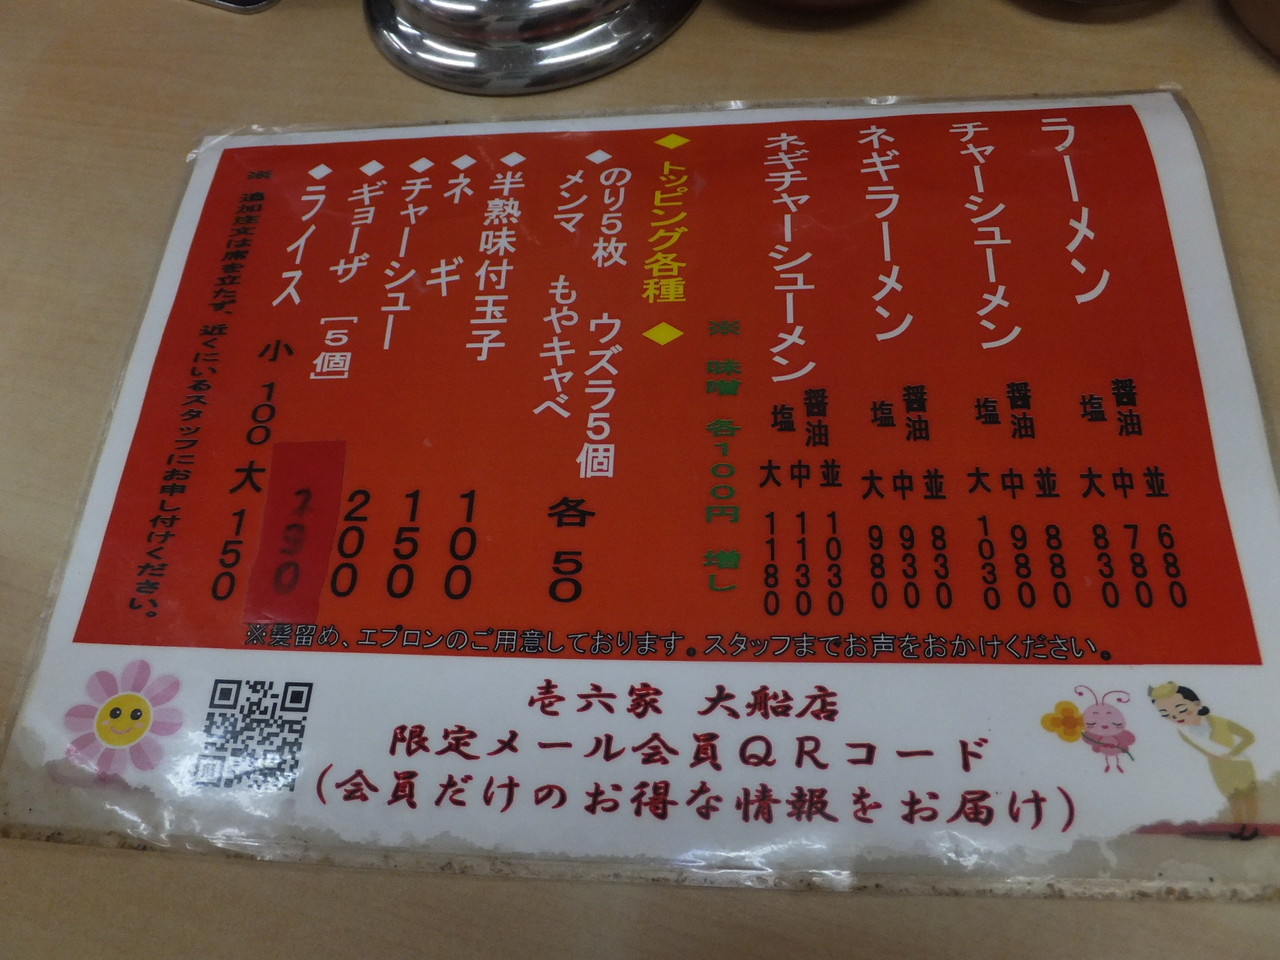 ラーメン 醤油 塩 並 680 中 780 大 830
チャーシューメン 醤油 塩 並 880 中 980 大 1030
ネギラーメン 醤油 塩 並 830 中 930 大 980
ネギチャーシューメン 醤油 塩 並 1030 中 1130 大 1180
※ 味噌 各100円 増し
◆トッピング各種◆
◆のり5枚 ウズラ5個
メンマ もやキャベ 各50
◆半熟味付玉子 100
◆ネギ 150
◆チャーシュー 200
◆ギョーザ [5個]
◆ライス 小 100 大 150
※ 追加注文は席を立たず、近くにいるスタッフにお申し付けください。
※髪留め、エプロンのご用意しております。スタッフまでお声をおかけください。
壱六家 大船店
限定メール会員QRコード
(会員だけのお得な情報をお届け)